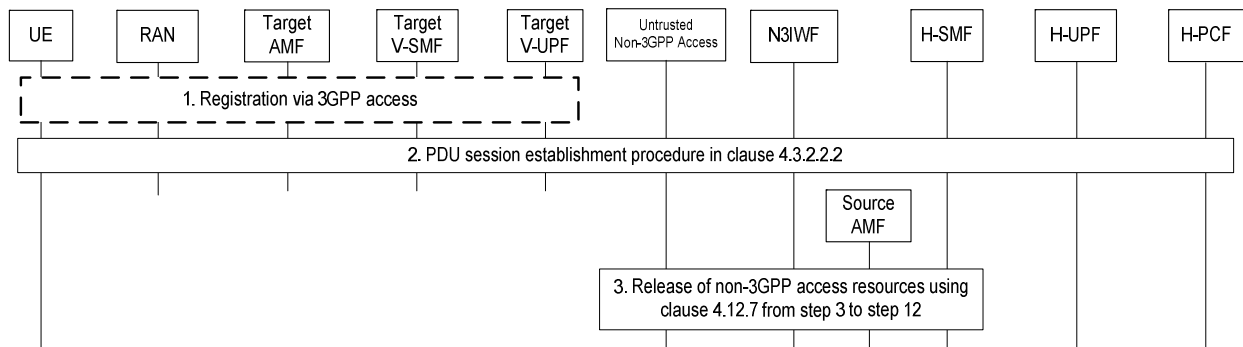 UE
RAN
Target
AMF
Target
V-SMF
Target
V-UPF
Untrusted
Non-3GPP Access
N3IWF
H-SMF
H-UPF
H-PCF
1. Registration via 3GPP access
2. PDU session establishment procedure in clause 4.3.2.2.2
Source
AMF
3. Release of non-3GPP access resources using
clause 4.12.7 from step 3 to step 12